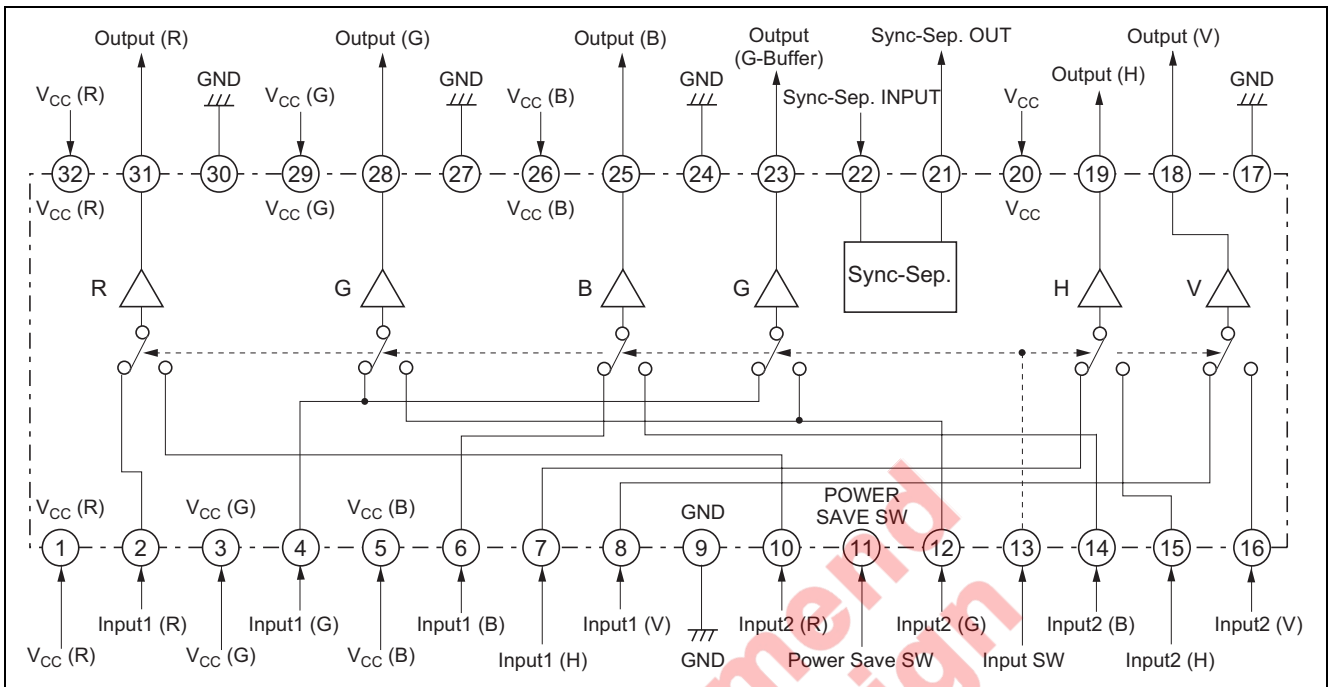 Output (R)
Output (G)
Output (B)
Output
(G-Buffer)
Sync-Sep. OUT
Output (V)
GND
GND
GND
GND
Output (H)
VCC (R)
VCC (G)
VCC (B)
Sync-Sep. INPUT
VCC
32 31 30 29 28 27 26 25 24 23 22 21 20 19 18 17
VCC (R)
VCC (G)
VCC (B)
VCC
Sync-Sep.
R
G
B
G
H
V
VCC (R)
VCC (G)
VCC (B)
GND
POWER
SAVE SW
1 2 3 4 5 6 7 8 9 10 11 12 13 14 15 16
Input1 (R)
Input1 (G)
Input1 (B)
Input1 (V)
Input2 (R)
Input2 (G)
Input2 (B)
Input2 (V)
VCC (R)
VCC (G)
VCC (B)
Input1 (H)
GND
Power Save SW
Input SW
Input2 (H)
mend
sign